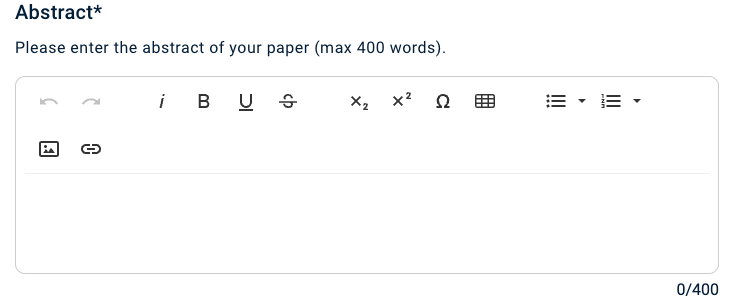 Abstract*
Please enter the abstract of your paper (max 400 words).
0/400